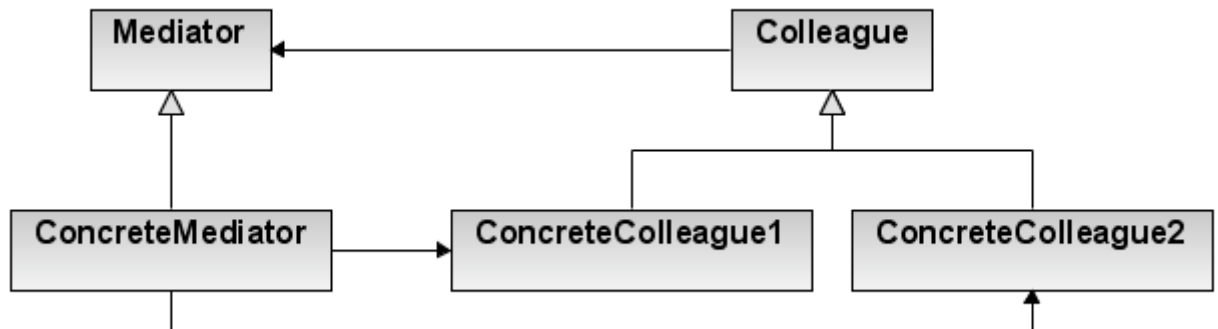 Mediator
Colleague
ConcreteMediator
ConcreteColleague1
ConcreteColleague2